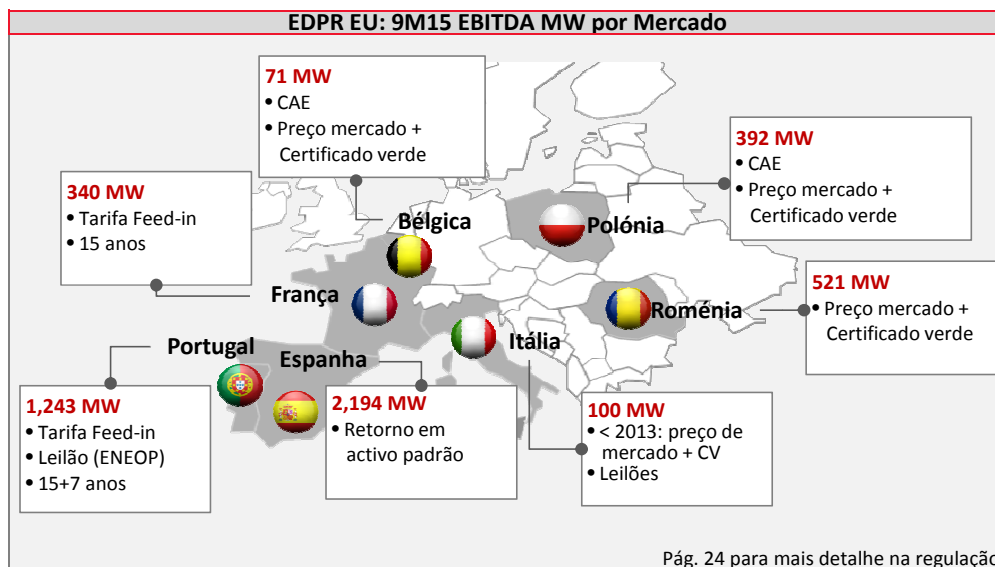 EDPR EU: 9M15 EBITDA MW por Mercado
71 MW
• CAE
• Preço mercado +
Certificado verde
392 MW
• CAE
• Preço mercado +
Certificado verde
340 MW
• Tarifa Feed-in
• 15 anos
Bélgica
Polónia
521 MW
• Preço mercado +
Certificado verde
França
Roménia
Itália
Portugal
Espanha
1,243 MW
• Tarifa Feed-in
• Leilão (ENEOP)
• 15+7 anos
2,194 MW
• Retorno em
activo padrão
100 MW
• < 2013: preço de
mercado + CV
• Leilões
Pág. 24 para mais detalhe na regulação